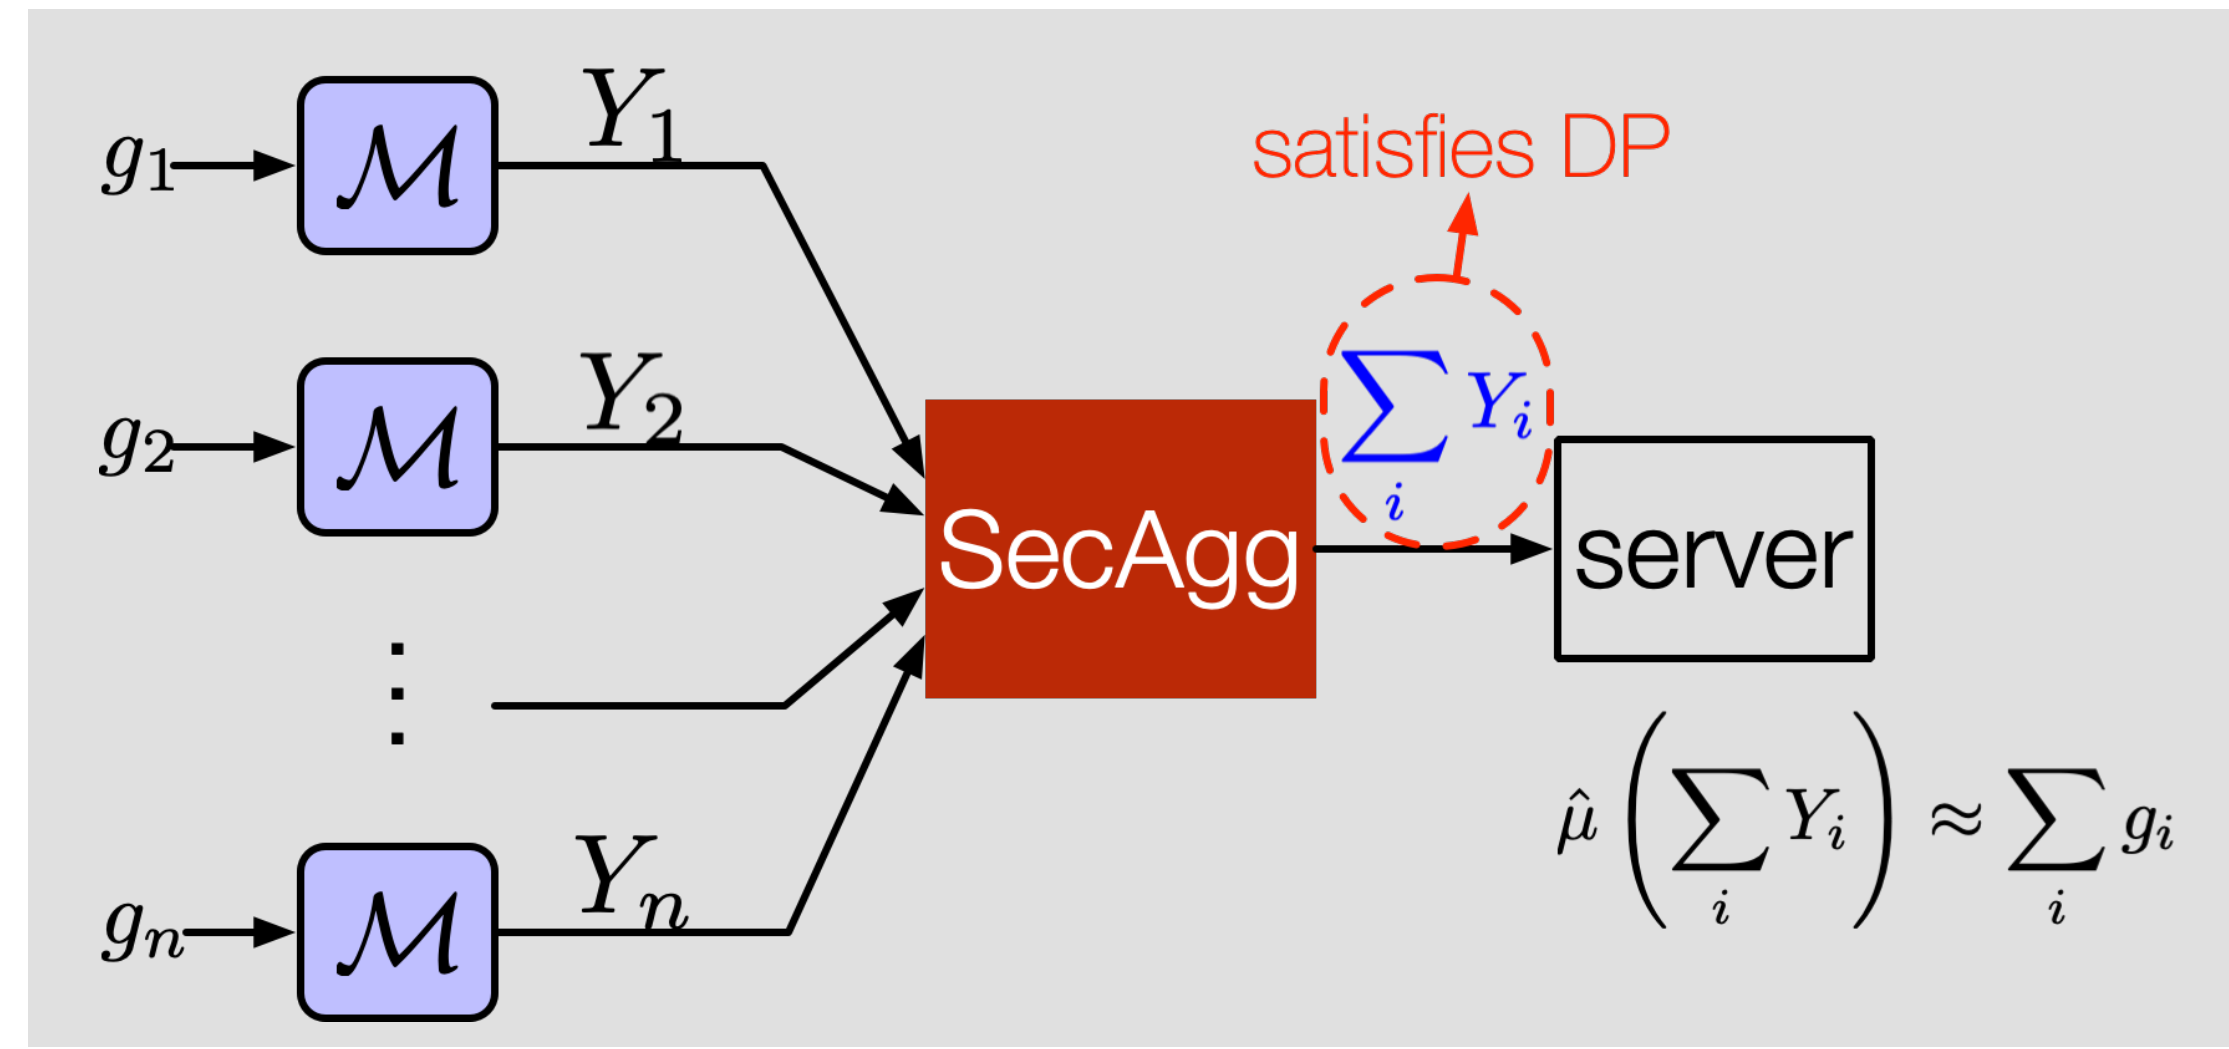 satisfies DP
g₁ ℳ Y₁
g₂ ℳ Y₂
⋮
gₙ ℳ Yₙ
SecAgg
∑ᵢ Yᵢ
server
μ̂ (∑ᵢ Yᵢ) ≈ ∑ᵢ gᵢ